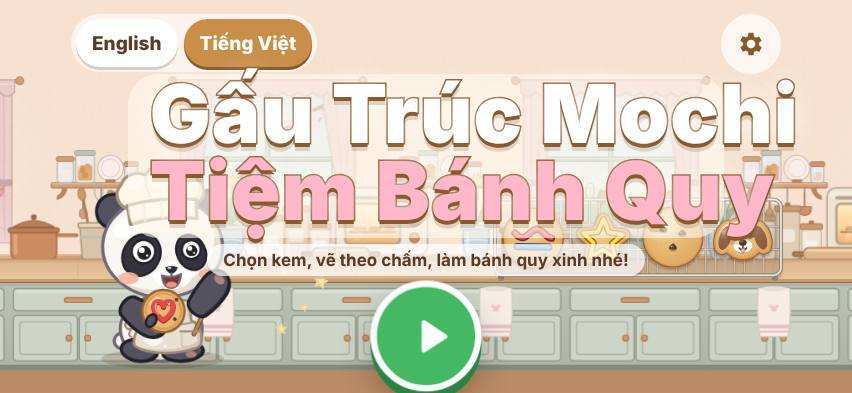 English
Tiếng Việt
Gấu Trúc Mochi
Tiệm Bánh Quy
Chọn kem, vẽ theo chấm, làm bánh quy xinh nhé!